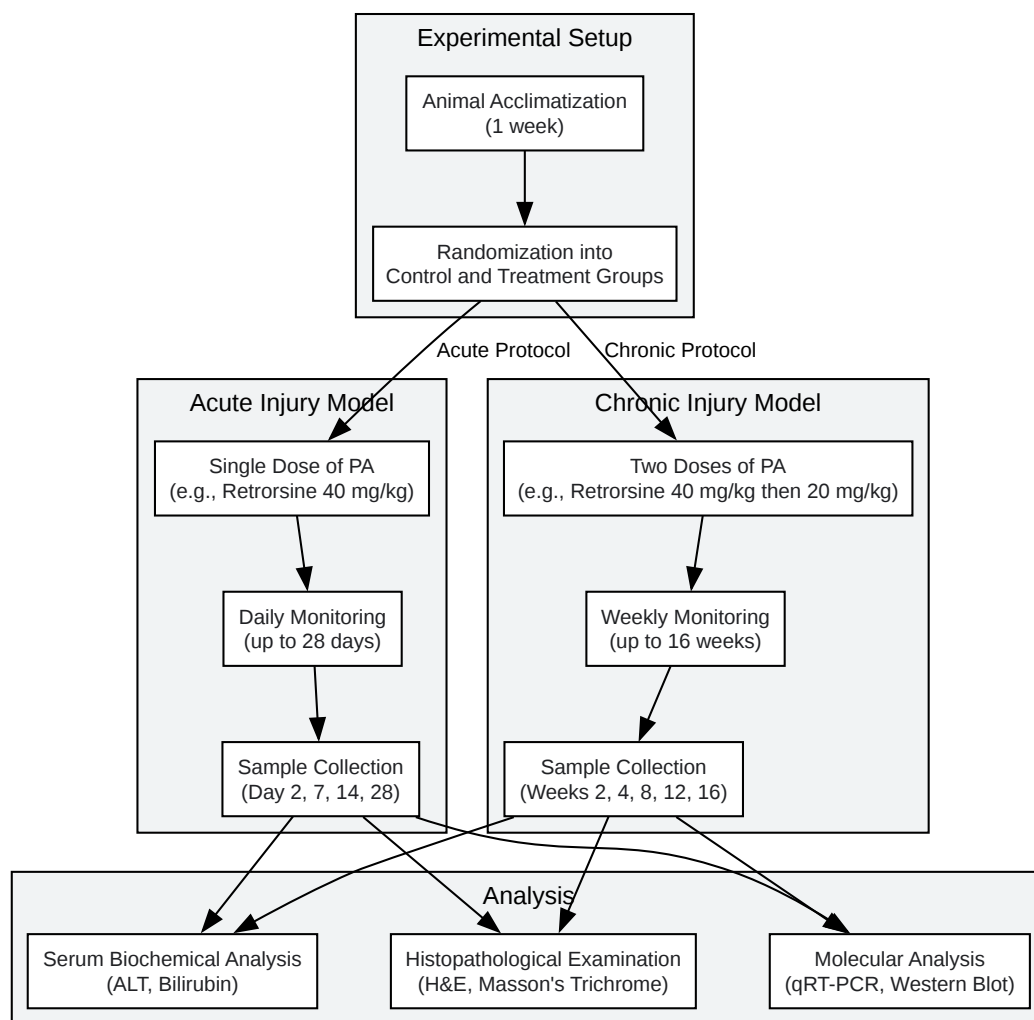 Experimental Setup
Animal Acclimatization
(1 week)
Randomization into
Control and Treatment Groups
Acute Protocol
Chronic Protocol
Acute Injury Model
Single Dose of PA
(e.g., Retrorsine 40 mg/kg)
Daily Monitoring
(up to 28 days)
Sample Collection
(Day 2, 7, 14, 28)
Chronic Injury Model
Two Doses of PA
(e.g., Retrorsine 40 mg/kg then 20 mg/kg)
Weekly Monitoring
(up to 16 weeks)
Sample Collection
(Weeks 2, 4, 8, 12, 16)
Analysis
Serum Biochemical Analysis
(ALT, Bilirubin)
Histopathological Examination
(H&E, Masson's Trichrome)
Molecular Analysis
(qRT-PCR, Western Blot)